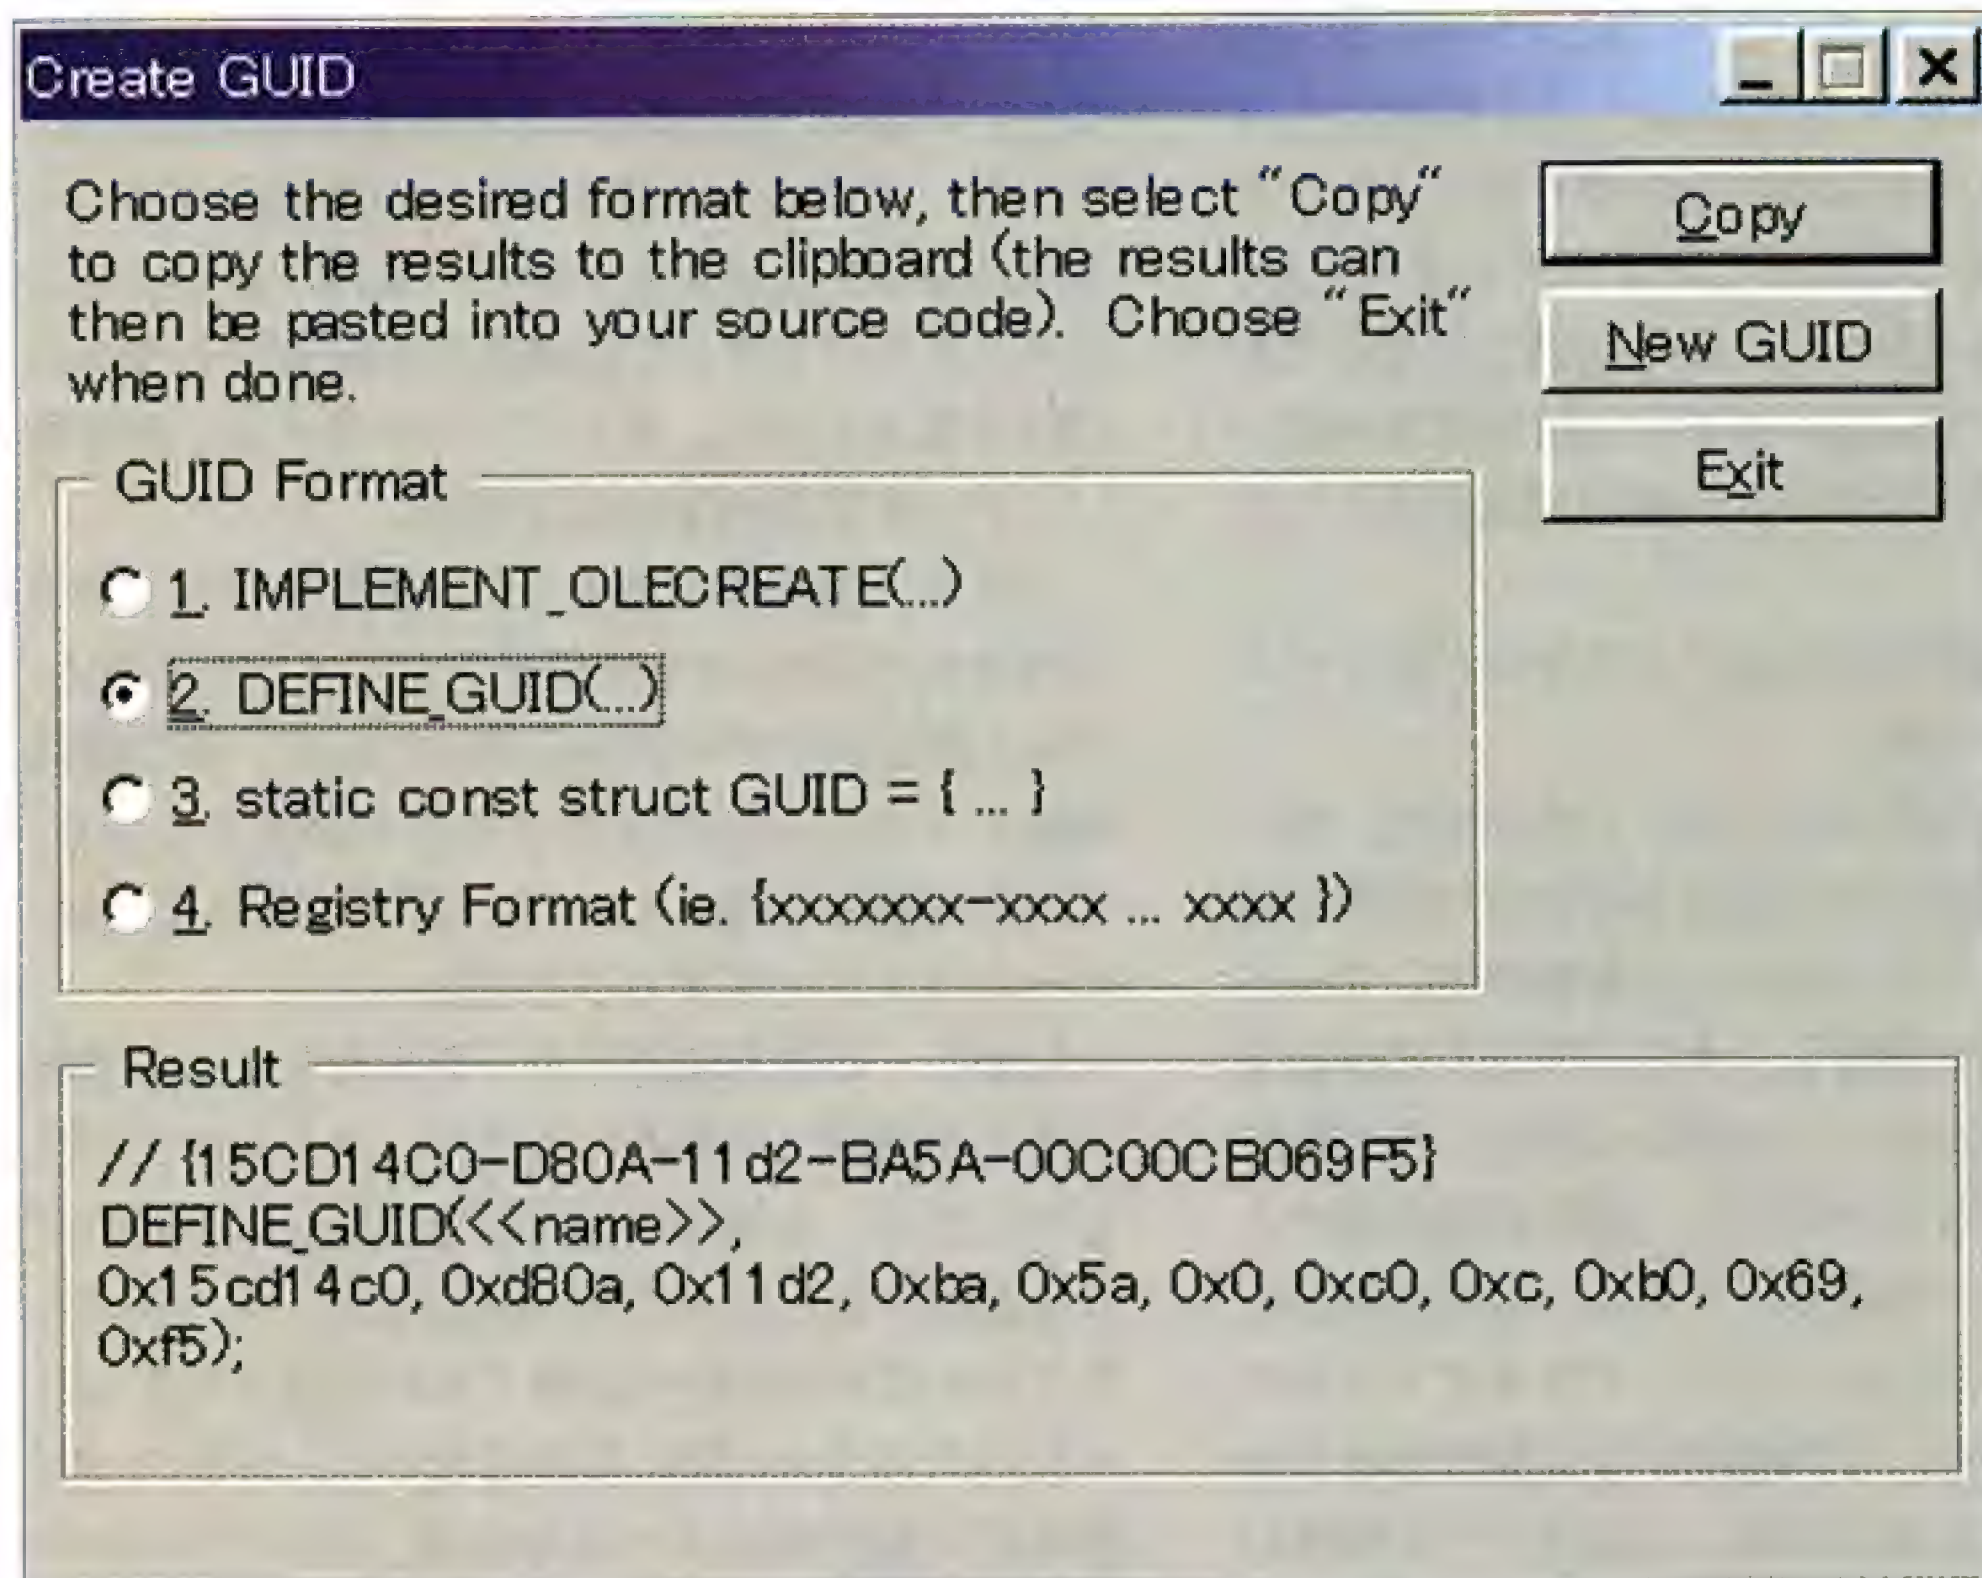 Create GUID
Choose the desired format below, then select "Copy"
to copy the results to the clipboard (the results can
then be pasted into your source code).  Choose "Exit"
when done.
Copy
New GUID
Exit
GUID Format
1. IMPLEMENT_OLECREATE(...)
2. DEFINE_GUID(...)
3. static const struct GUID = { ... }
4. Registry Format (ie. {xxxxxxxx-xxxx ... xxxx })
Result
// {15CD14C0-D80A-11d2-BA5A-00C00CB069F5}
DEFINE_GUID(<<name>>,
0x15cd14c0, 0xd80a, 0x11d2, 0xba, 0x5a, 0x0, 0xc0, 0xc, 0xb0, 0x69,
0xf5);